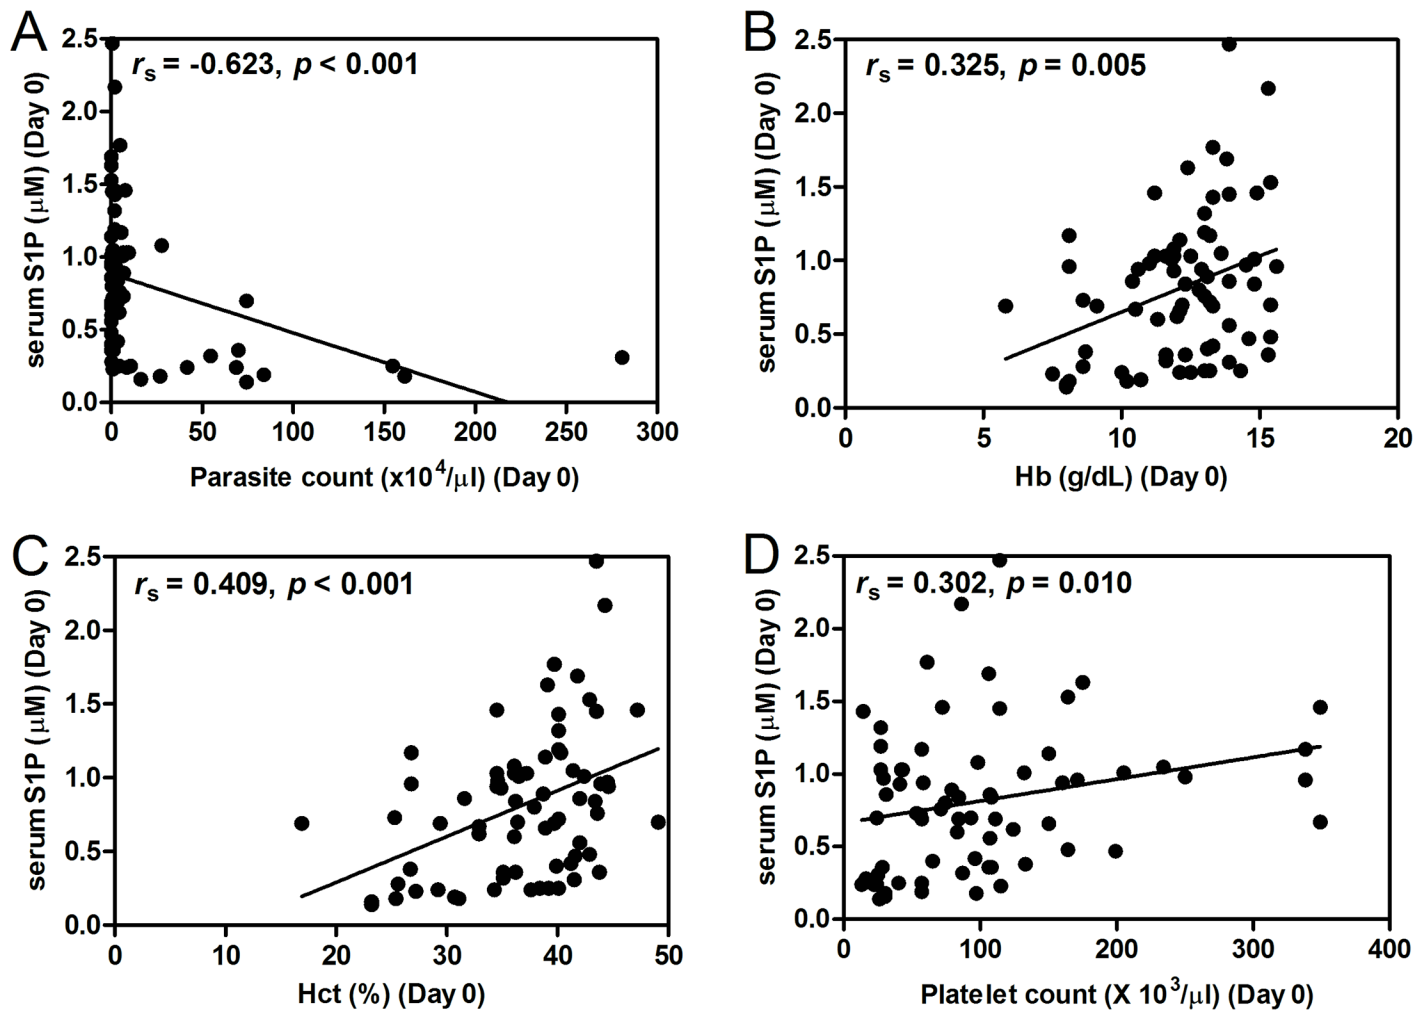 A
r_s = -0.623, p < 0.001
serum S1P (μM) (Day 0)
2.5
2.0
1.5
1.0
0.5
0.0
0 50 100 150 200 250 300
Parasite count (x10^4/μl) (Day 0)
B
r_s = 0.325, p = 0.005
serum S1P (μM) (Day 0)
2.5
2.0
1.5
1.0
0.5
0.0
0 5 10 15 20
Hb (g/dL) (Day 0)
C
r_s = 0.409, p < 0.001
serum S1P (μM) (Day 0)
2.5
2.0
1.5
1.0
0.5
0.0
0 10 20 30 40 50
Hct (%) (Day 0)
D
r_s = 0.302, p = 0.010
serum S1P (μM) (Day 0)
2.5
2.0
1.5
1.0
0.5
0.0
0 100 200 300 400
Platelet count (X 10^3/μl) (Day 0)